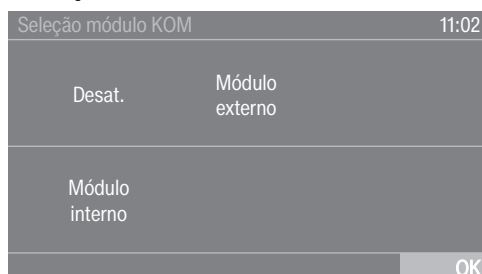 Seleção módulo KOM 11:02
Desat.
Módulo
externo
Módulo
interno
OK